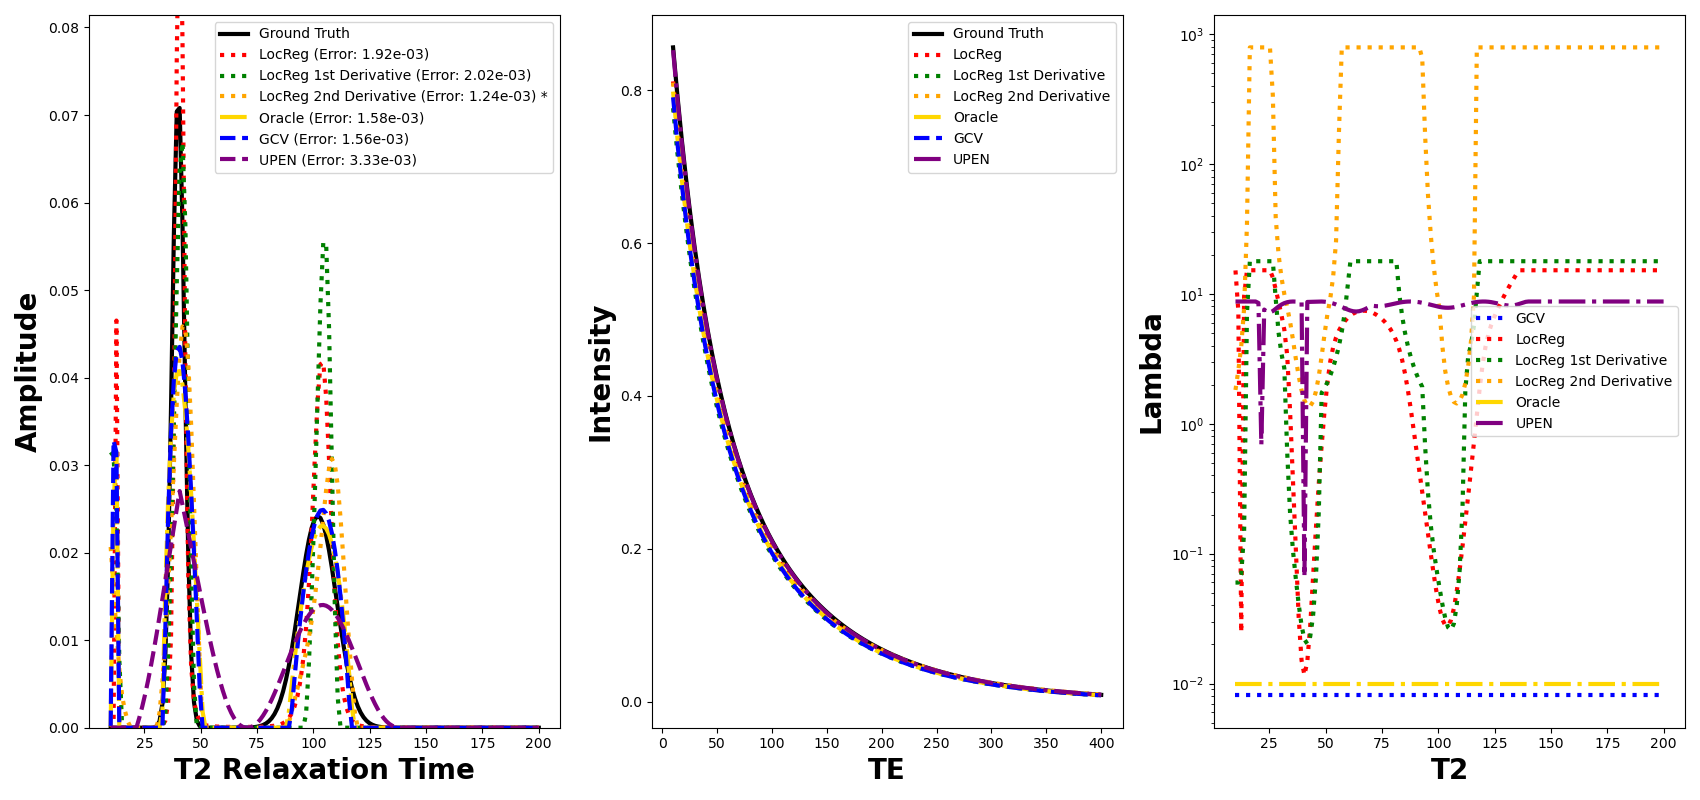 0.08
0.07
0.06
0.05
0.04
0.03
0.02
0.01
0.00
Amplitude
25 50 75 100 125 150 175 200
T2 Relaxation Time
Ground Truth
LocReg (Error: 1.92e-03)
LocReg 1st Derivative (Error: 2.02e-03)
LocReg 2nd Derivative (Error: 1.24e-03) *
Oracle (Error: 1.58e-03)
GCV (Error: 1.56e-03)
UPEN (Error: 3.33e-03)
0.8
0.6
0.4
0.2
0.0
Intensity
0 50 100 150 200 250 300 350 400
TE
Ground Truth
LocReg
LocReg 1st Derivative
LocReg 2nd Derivative
Oracle
GCV
UPEN
10³
10²
10¹
10⁰
10⁻¹
10⁻²
Lambda
25 50 75 100 125 150 175 200
T2
GCV
LocReg
LocReg 1st Derivative
LocReg 2nd Derivative
Oracle
UPEN